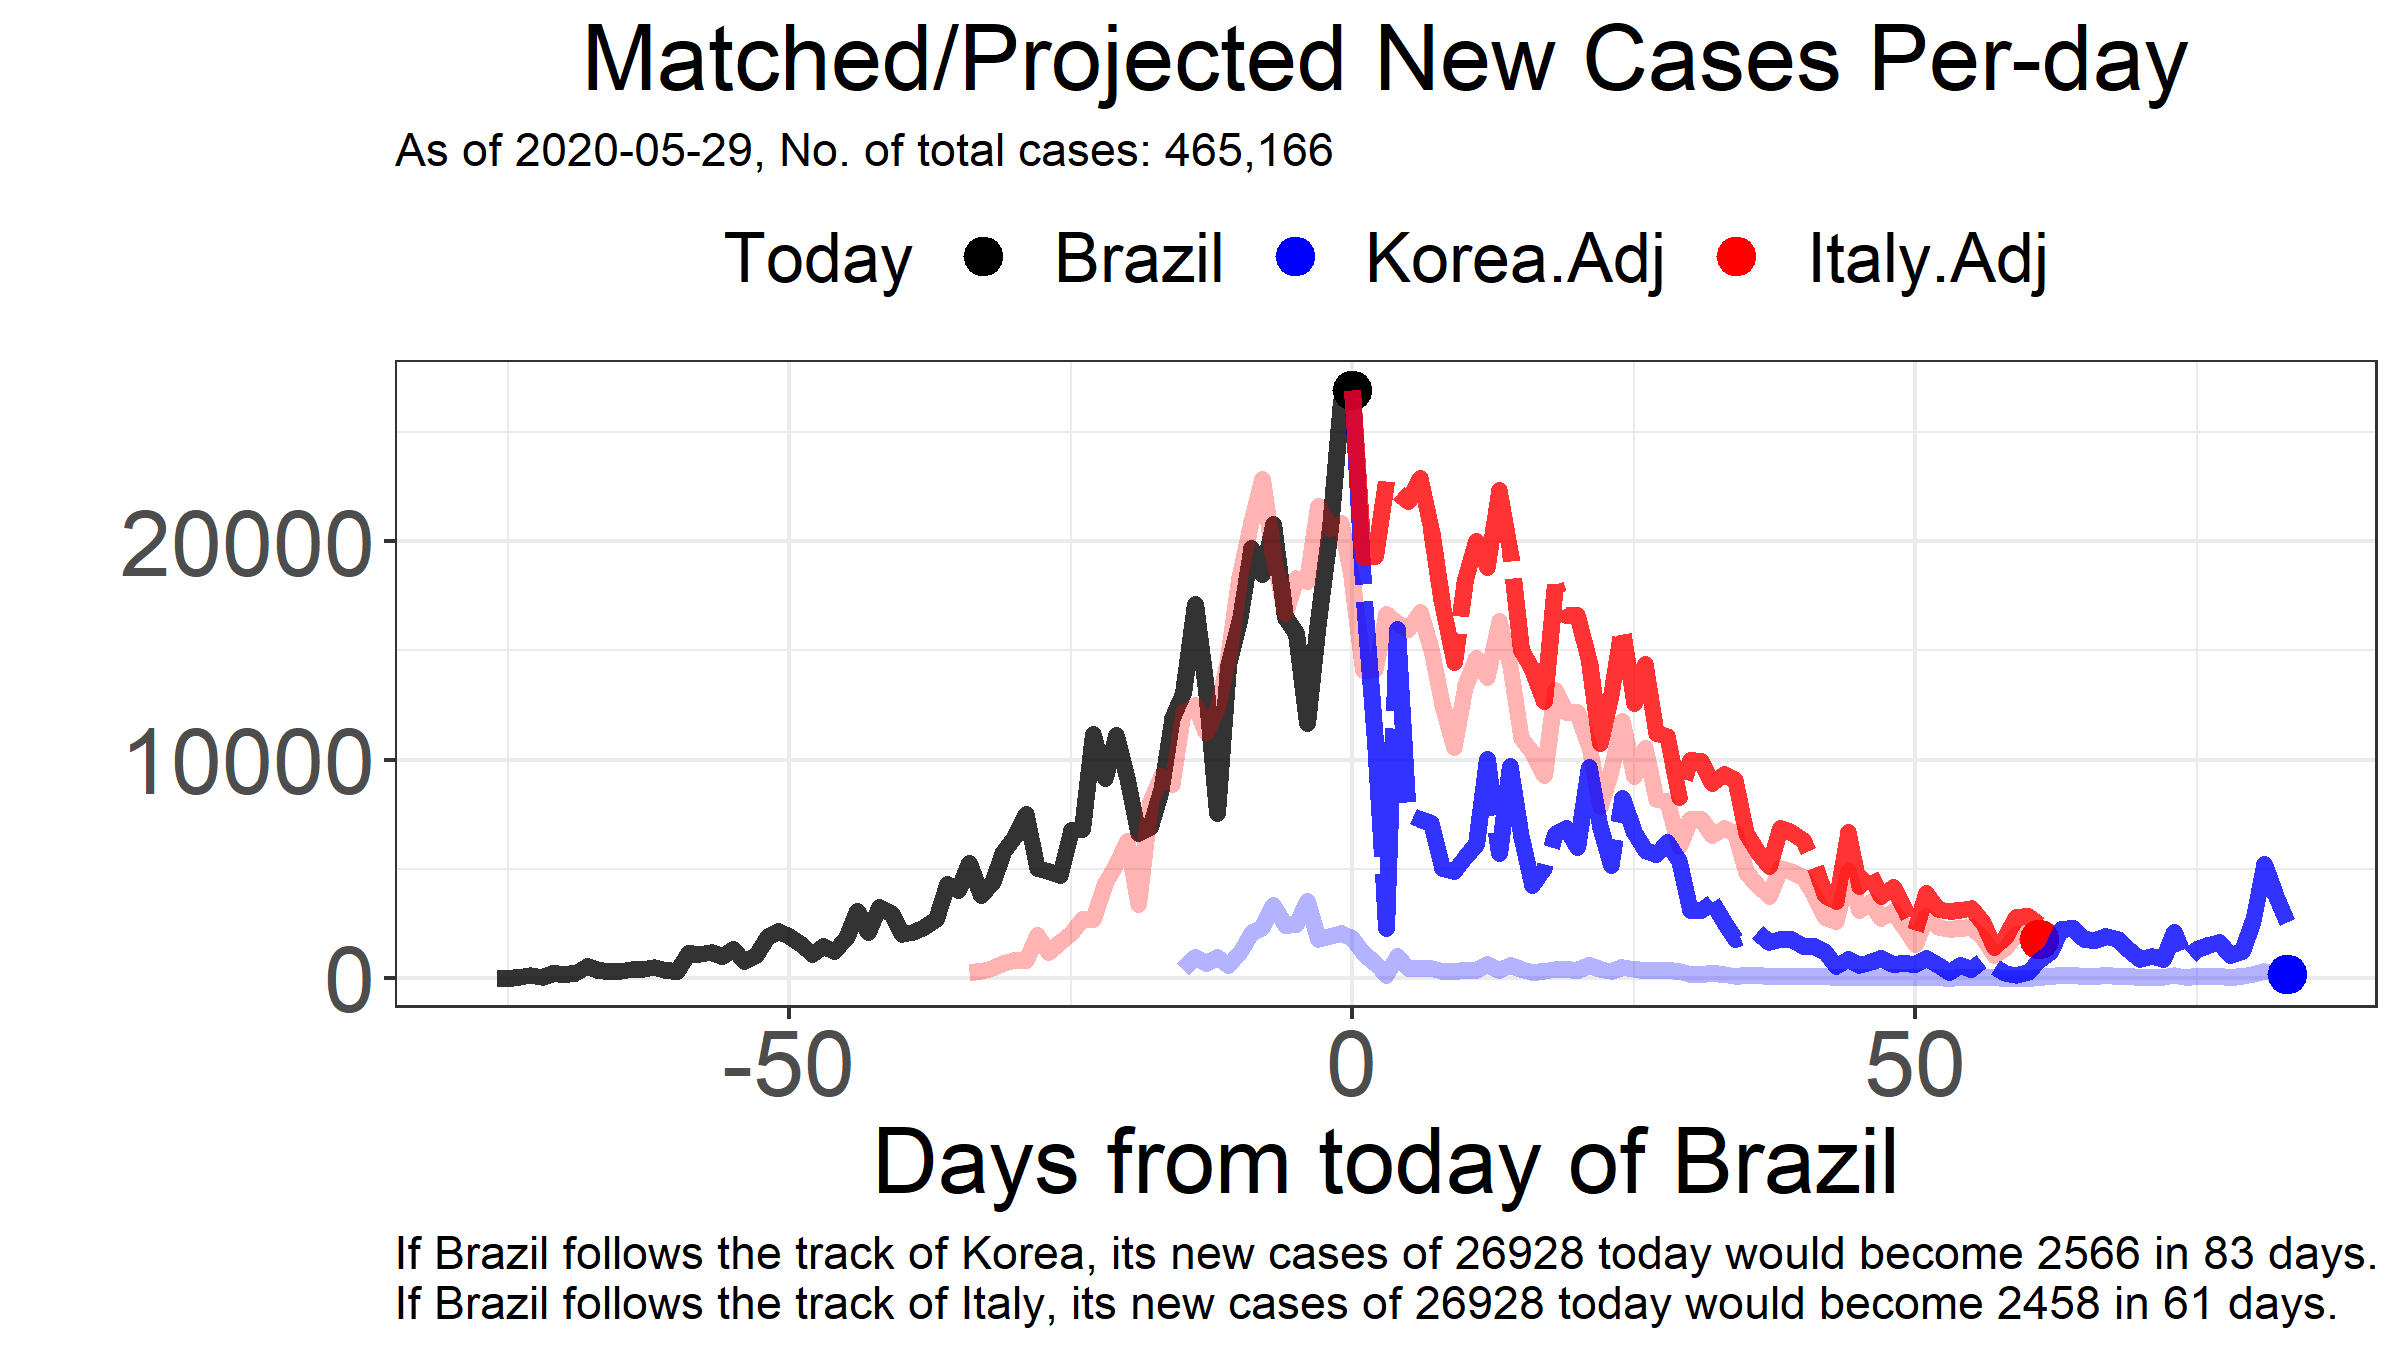 Matched/Projected New Cases Per-day
As of 2020-05-29, No. of total cases: 465,166
Today Brazil Korea.Adj Italy.Adj
20000
10000
0
-50 0 50
Days from today of Brazil
If Brazil follows the track of Korea, its new cases of 26928 today would become 2566 in 83 days.
If Brazil follows the track of Italy, its new cases of 26928 today would become 2458 in 61 days.